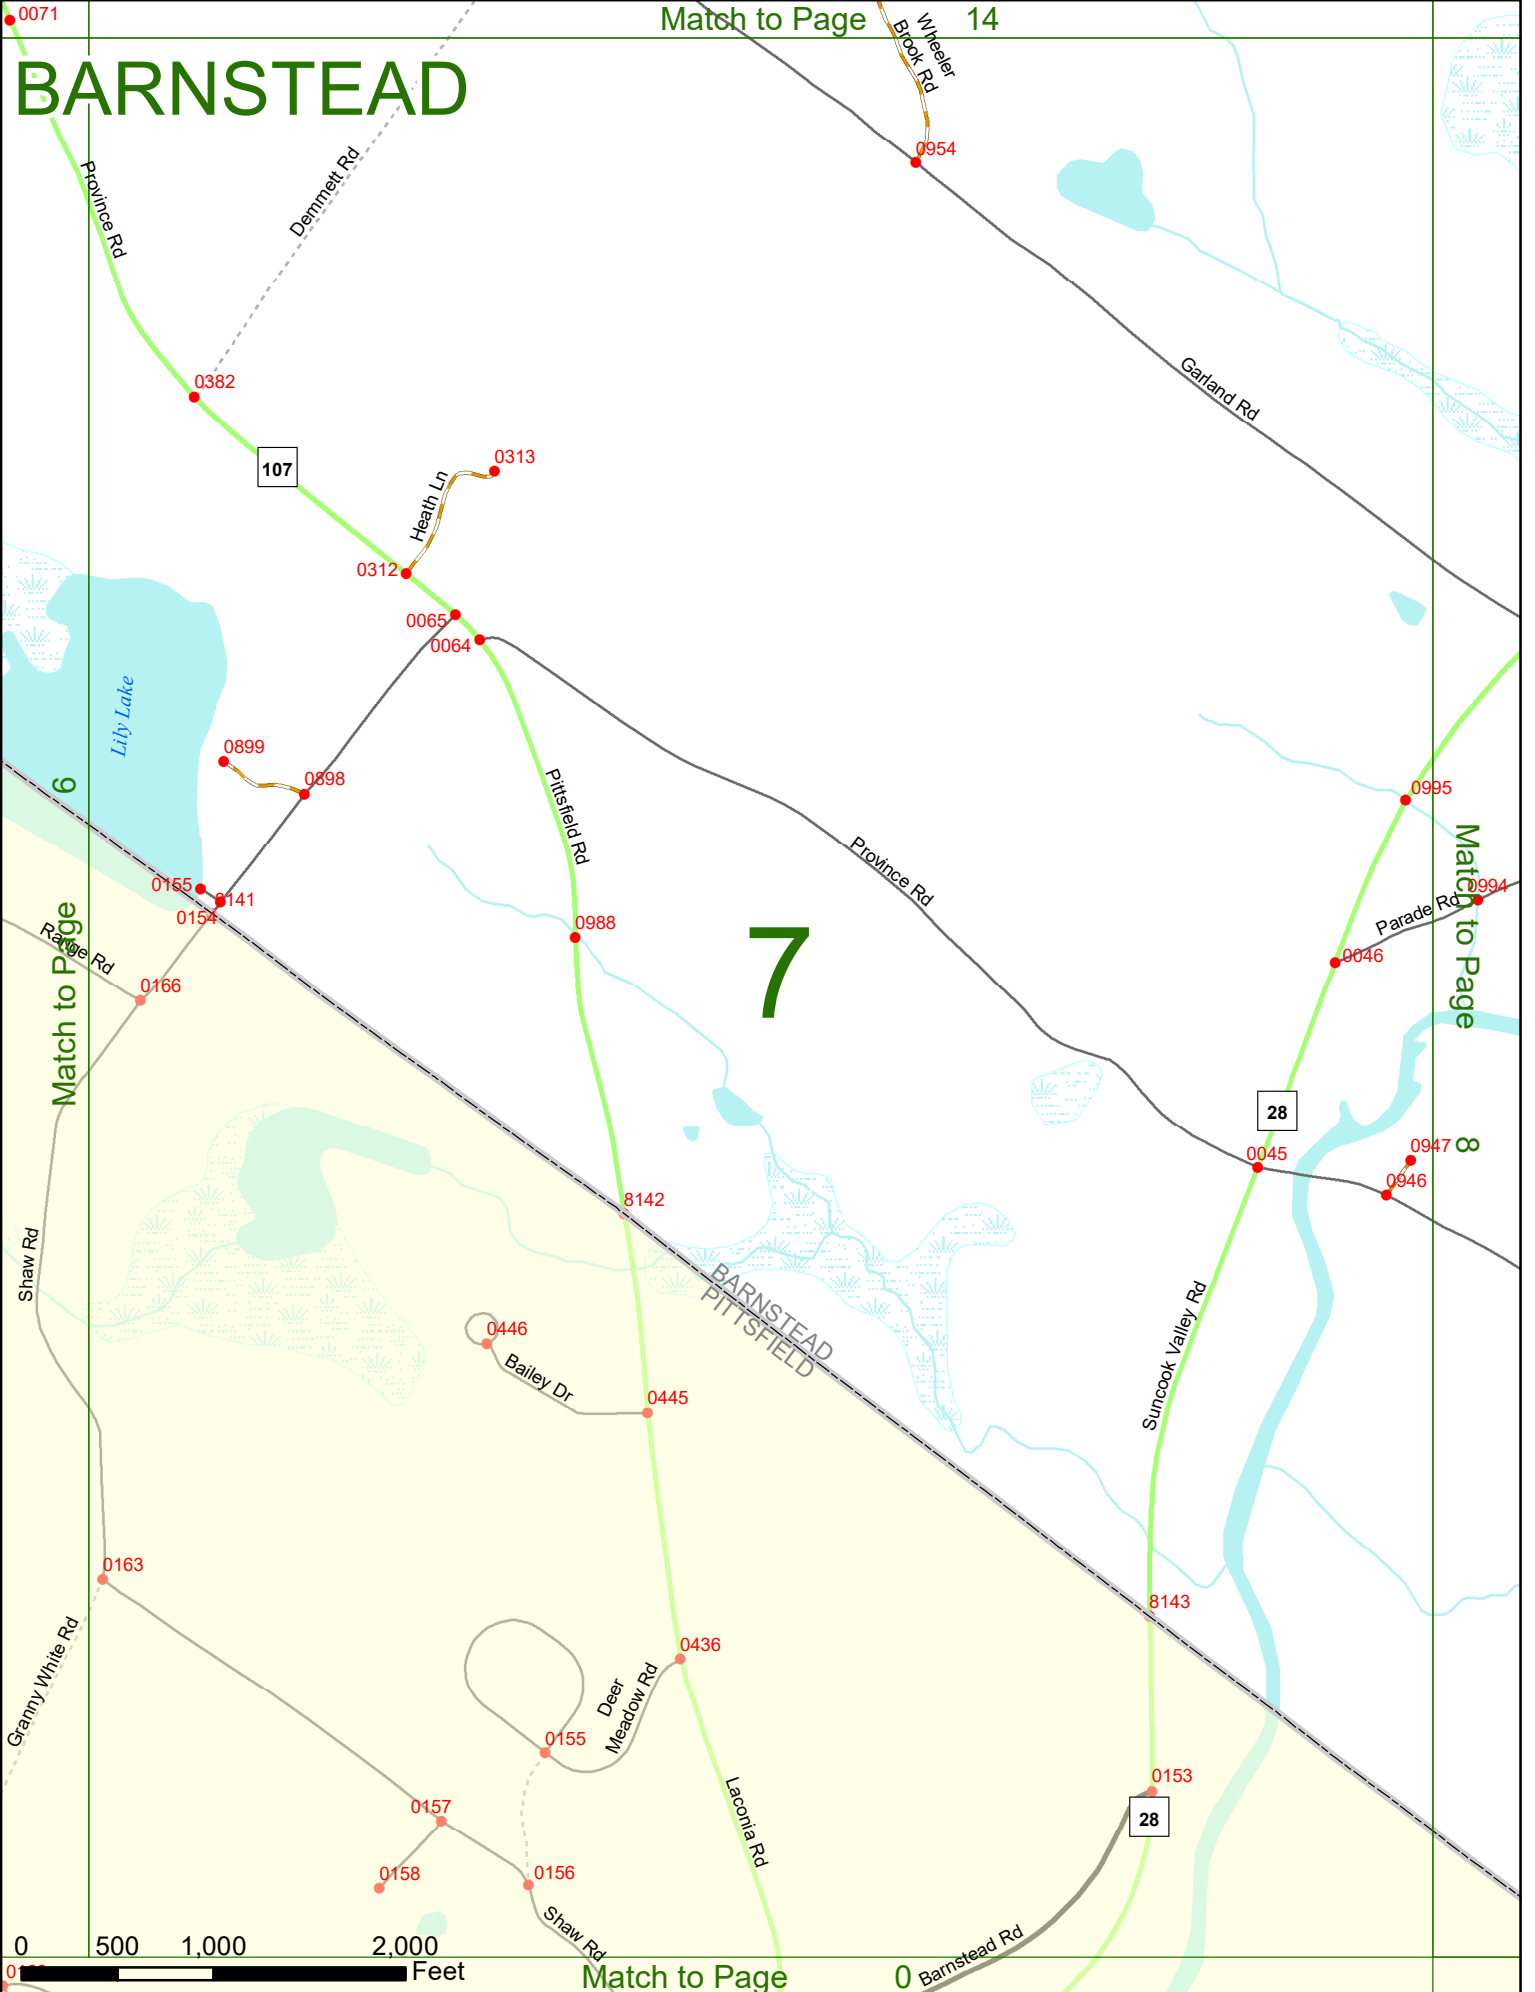 0071
Match to Page 14
BARNSTEAD
Wheeler
Brook Rd
0954
Province Rd
Demmett Rd
0382
Garland Rd
107
0313
Heath Ln
0312
0065
0064
Lily Lake
0899
0898
6
Match to Page
Pittsfield Rd
0995
Province Rd
Match to Page
8
0155
0141
0154
0994
Parade Rd
Range Rd
0988
7
0046
0166
28
0045
0947
0946
8142
Shaw Rd
BARNSTEAD
PITTSFIELD
Suncook Valley Rd
0446
Bailey Dr
0445
0163
8143
Granny White Rd
0436
Deer
Meadow Rd
0155
Laconia Rd
0153
28
0157
0158
0156
Shaw Rd
Barnstead Rd
0 500 1,000 2,000
Feet
Match to Page 0